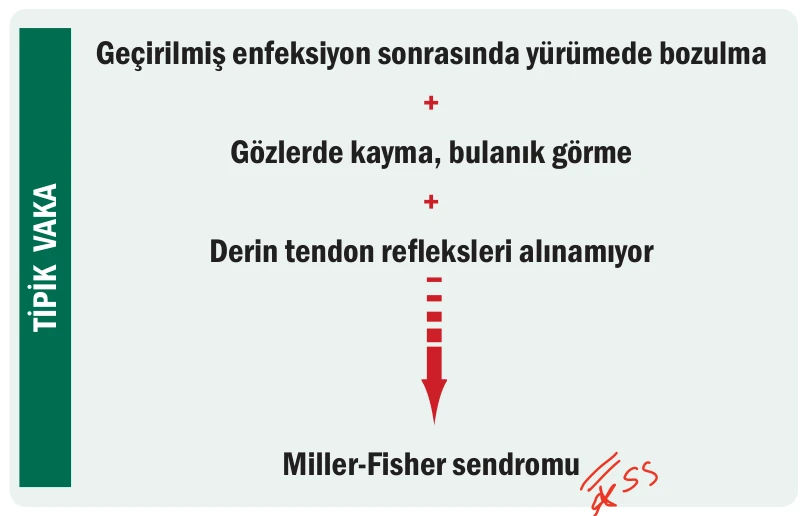 TİPİK VAKA
Geçirilmiş enfeksiyon sonrasında yürümede bozulma
+
Gözlerde kayma, bulanık görme
+
Derin tendon refleksleri alınamıyor
Miller-Fisher sendromu